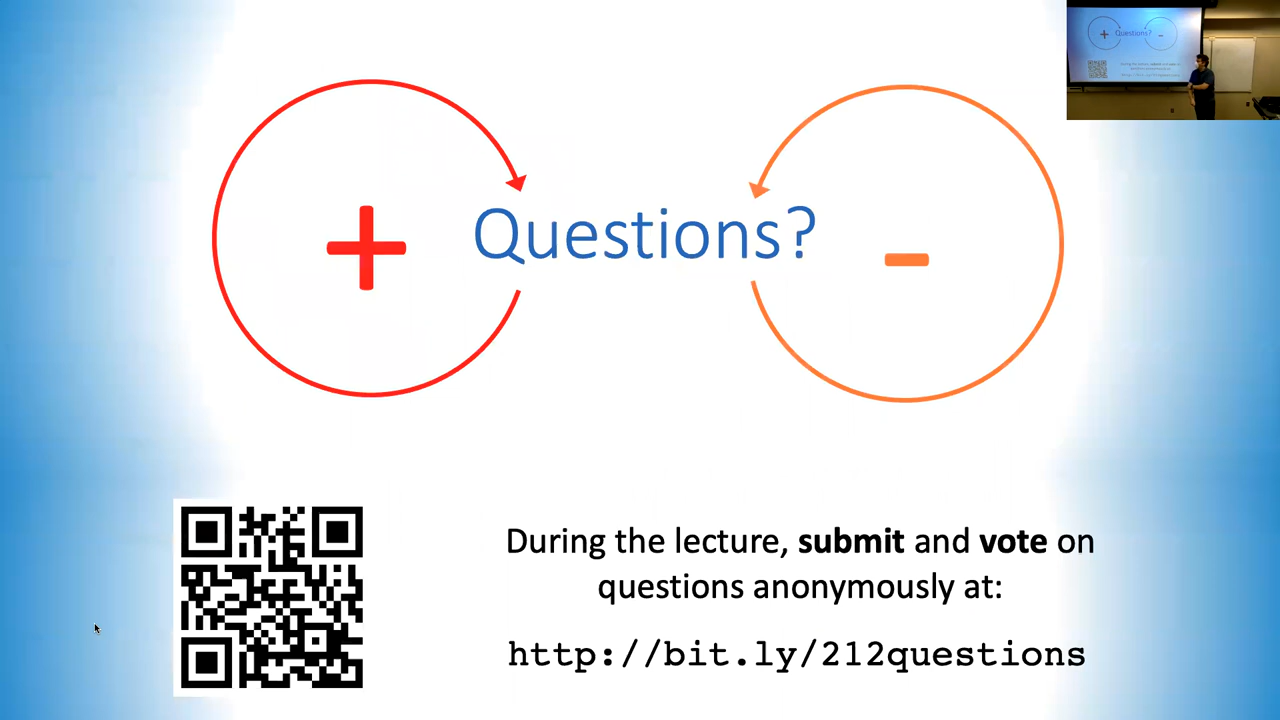 +
Questions?
-
During the lecture, submit and vote on
questions anonymously at:
http://bit.ly/212questions